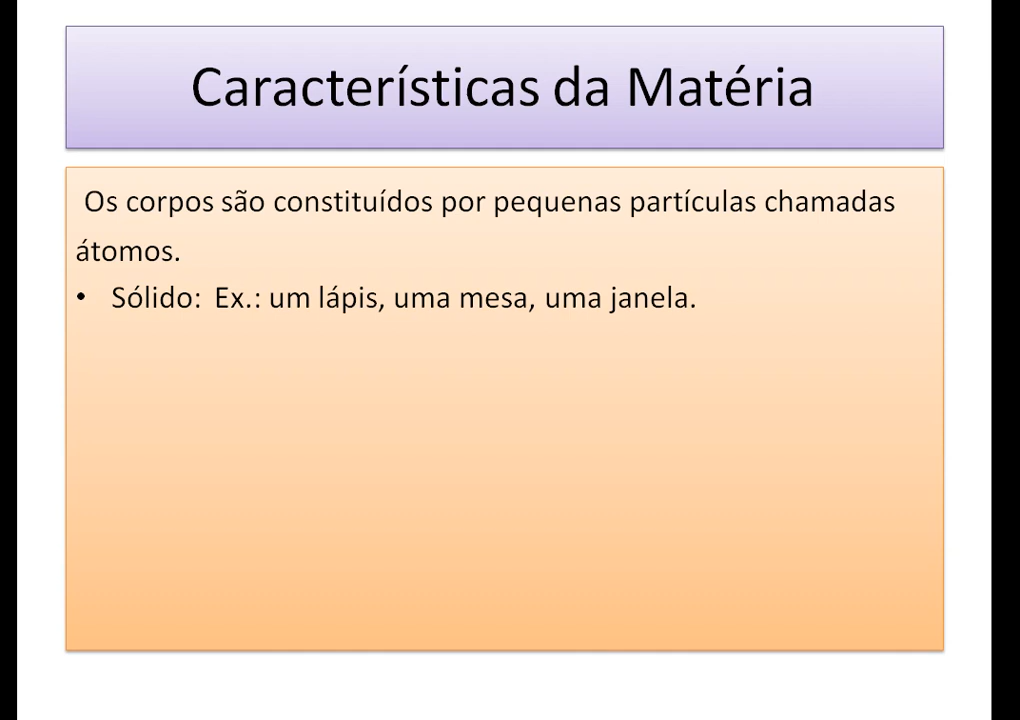 Características da Matéria
Os corpos são constituídos por pequenas partículas chamadas
átomos.
• Sólido: Ex.: um lápis, uma mesa, uma janela.